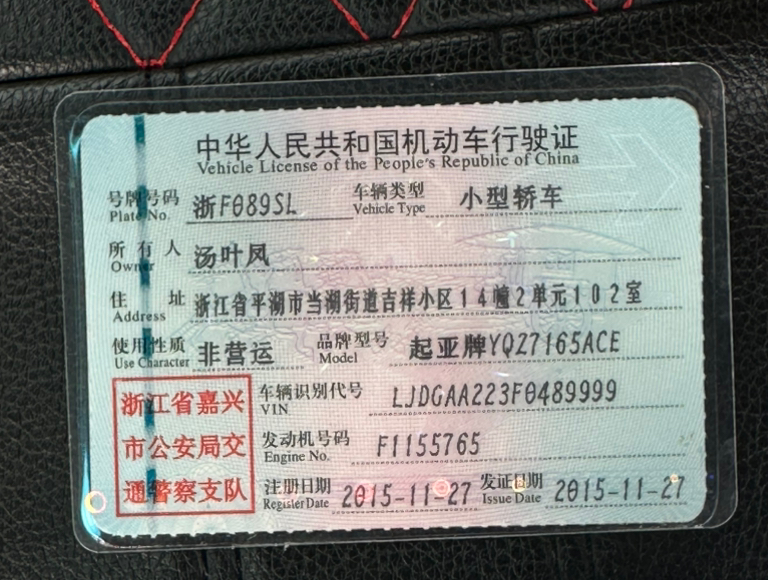 中华人民共和国机动车行驶证
Vehicle License of the People's Republic of China
号牌号码 浙F089SL 车辆类型 小型轿车
Plate No. Vehicle Type
所有人 汤叶凤
Owner
住址 浙江省平湖市当湖街道吉祥小区14幢2单元102室
Address
使用性质 非营运 品牌型号 起亚牌YQZ7165ACE
Use Character Model
浙江省嘉兴 车辆识别代号 LJDGAA223F0489999
VIN
市公安局交 发动机号码 F1155765
Engine No.
通警察支队 注册日期 2015-11-27 发证日期 2015-11-27
Register Date Issue Date